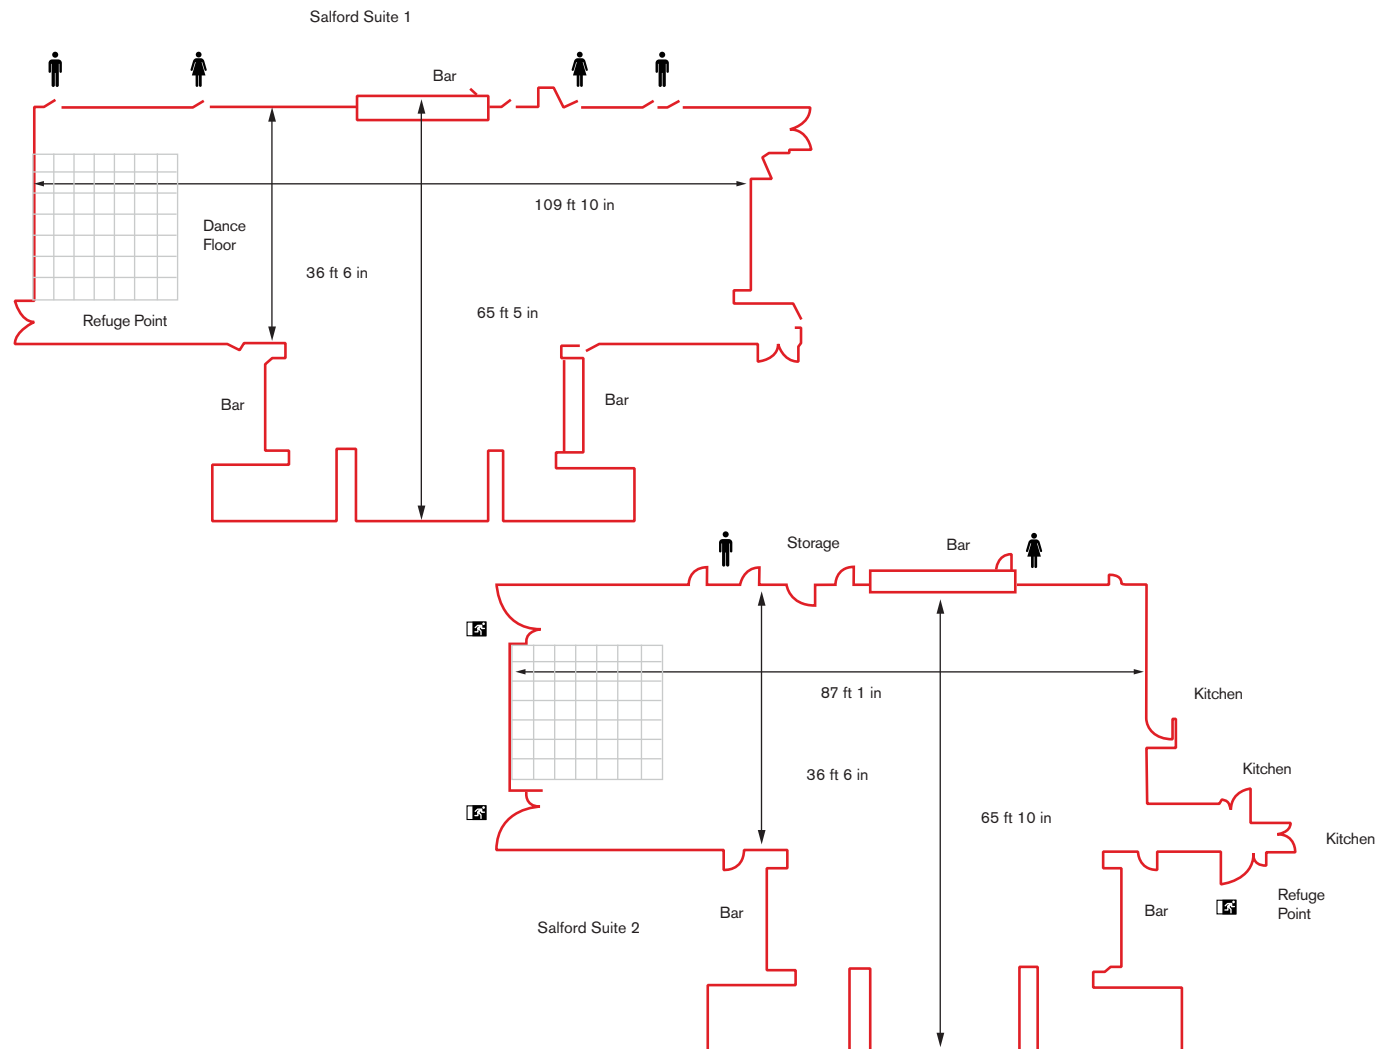 Salford Suite 1
Bar
109 ft 10 in
Dance
Floor
36 ft 6 in
65 ft 5 in
Refuge Point
Bar
Bar
Storage
Bar
87 ft 1 in
Kitchen
36 ft 6 in
Kitchen
65 ft 10 in
Kitchen
Refuge
Point
Bar
Bar
Salford Suite 2